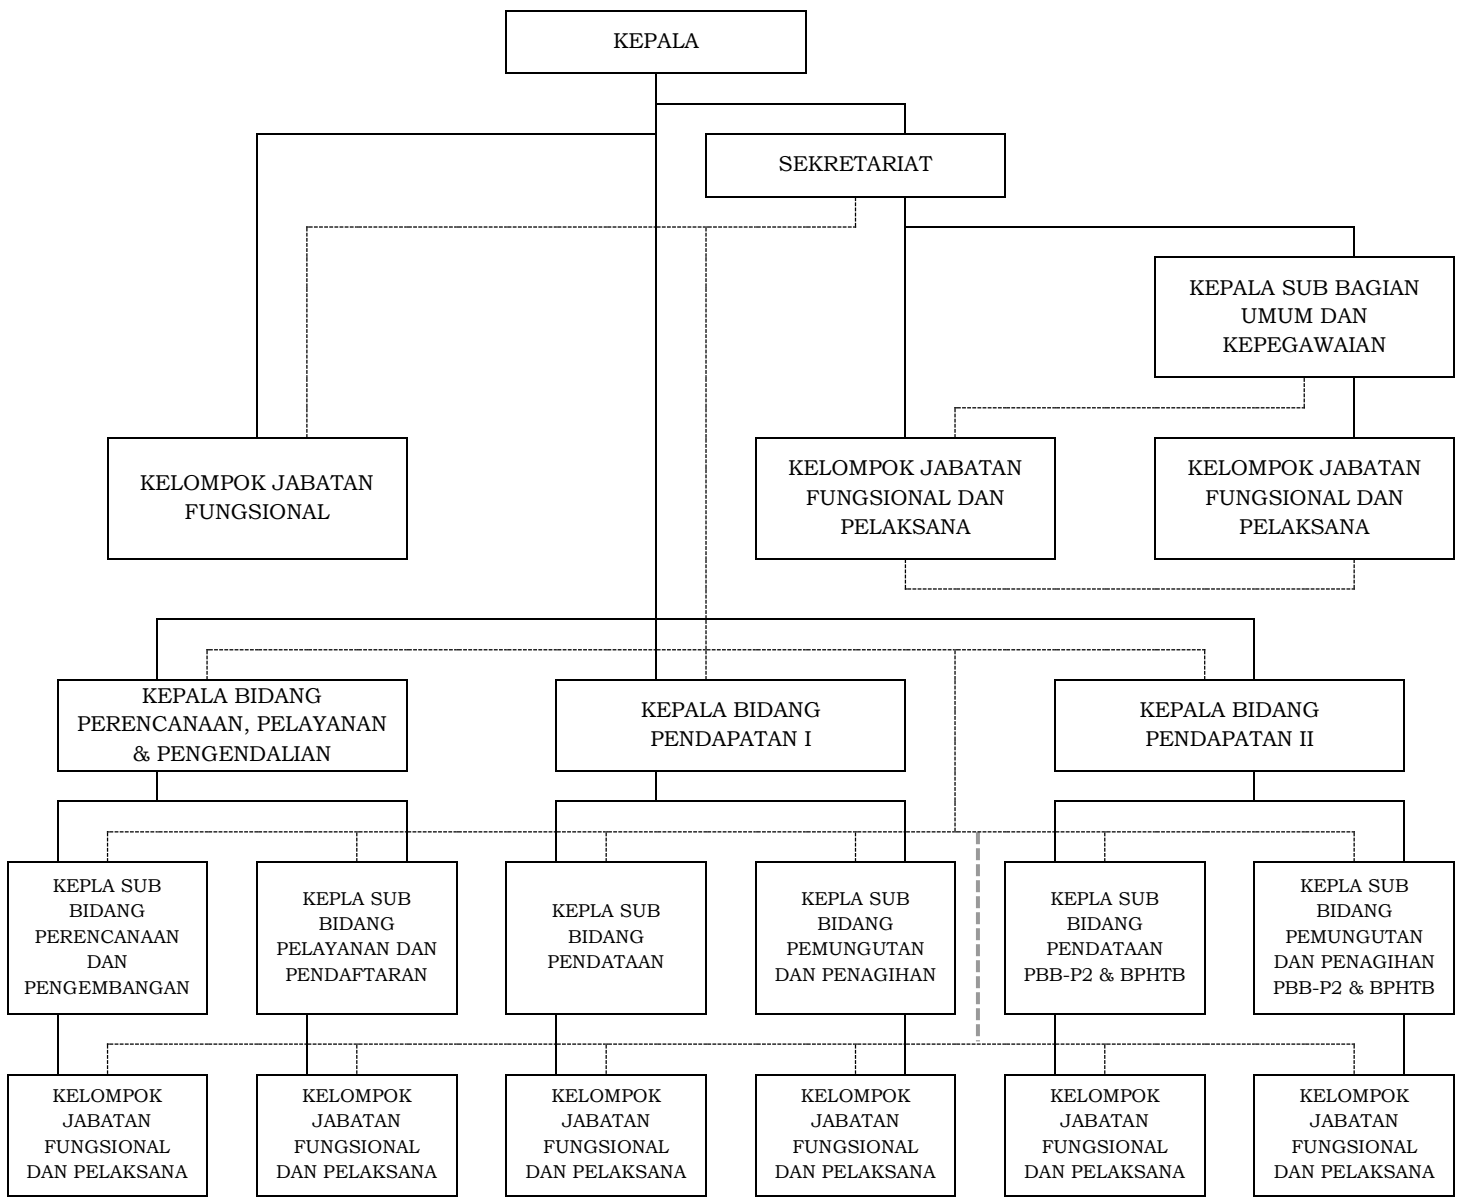 KEPALA
SEKRETARIAT
KEPALA SUB BAGIAN
UMUM DAN
KEPEGAWAIAN
KELOMPOK JABATAN
FUNGSIONAL
KELOMPOK JABATAN
FUNGSIONAL DAN
PELAKSANA
KELOMPOK JABATAN
FUNGSIONAL DAN
PELAKSANA
KEPALA BIDANG
PERENCANAAN, PELAYANAN
& PENGENDALIAN
KEPALA BIDANG
PENDAPATAN I
KEPALA BIDANG
PENDAPATAN II
KEPLA SUB
BIDANG
PERENCANAAN
DAN
PENGEMBANGAN
KEPLA SUB
BIDANG
PELAYANAN DAN
PENDAFTARAN
KEPLA SUB
BIDANG
PENDATAAN
KEPLA SUB
BIDANG
PEMUNGUTAN
DAN PENAGIHAN
KEPLA SUB
BIDANG
PENDATAAN
PBB-P2 & BPHTB
KEPLA SUB
BIDANG
PEMUNGUTAN
DAN PENAGIHAN
PBB-P2 & BPHTB
KELOMPOK
JABATAN
FUNGSIONAL
DAN PELAKSANA
KELOMPOK
JABATAN
FUNGSIONAL
DAN PELAKSANA
KELOMPOK
JABATAN
FUNGSIONAL
DAN PELAKSANA
KELOMPOK
JABATAN
FUNGSIONAL
DAN PELAKSANA
KELOMPOK
JABATAN
FUNGSIONAL
DAN PELAKSANA
KELOMPOK
JABATAN
FUNGSIONAL
DAN PELAKSANA